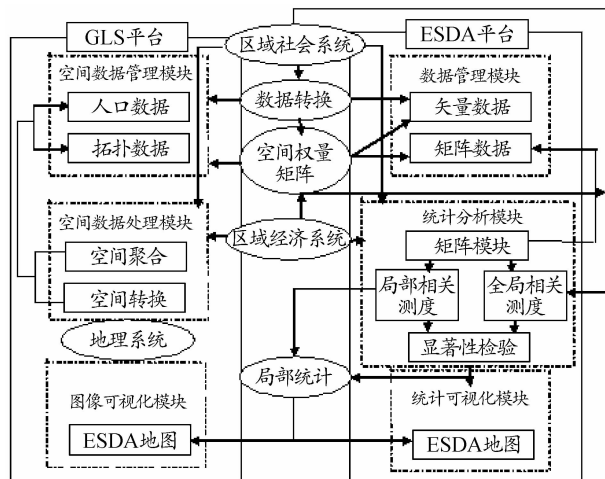 GLS平台
区域社会系统
ESDA平台
空间数据管理模块
人口数据
拓扑数据
数据转换
空间权量
矩阵
数据管理模块
矢量数据
矩阵数据
空间数据处理模块
空间聚合
空间转换
区域经济系统
统计分析模块
矩阵模块
局部相关
测度
全局相关
测度
显著性检验
地理系统
局部统计
图像可视化模块
ESDA地图
统计可视化模块
ESDA地图